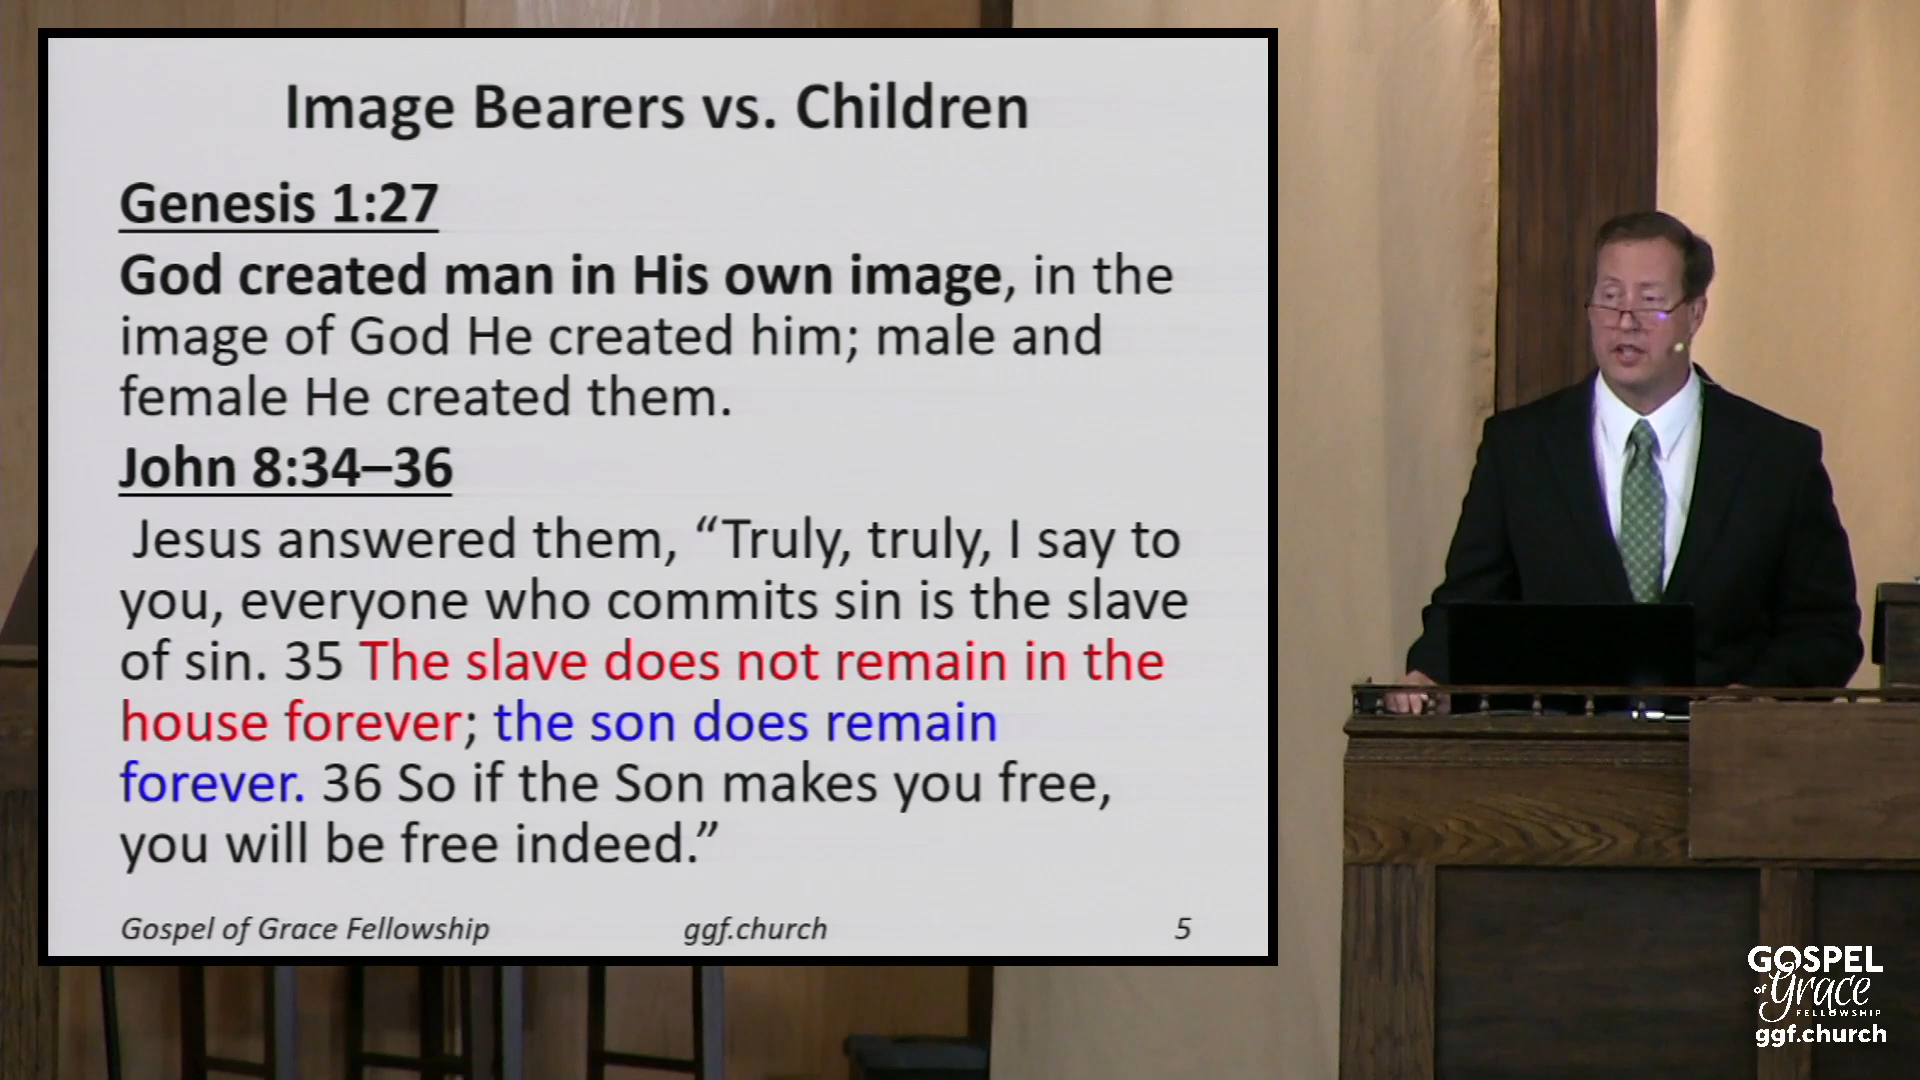 Image Bearers vs. Children
Genesis 1:27
God created man in His own image, in the
image of God He created him; male and
female He created them.
John 8:34–36
Jesus answered them, “Truly, truly, I say to
you, everyone who commits sin is the slave
of sin. 35 The slave does not remain in the
house forever; the son does remain
forever. 36 So if the Son makes you free,
you will be free indeed.”
Gospel of Grace Fellowship ggf.church 5
GOSPEL
of Grace
FELLOWSHIP
ggf.church